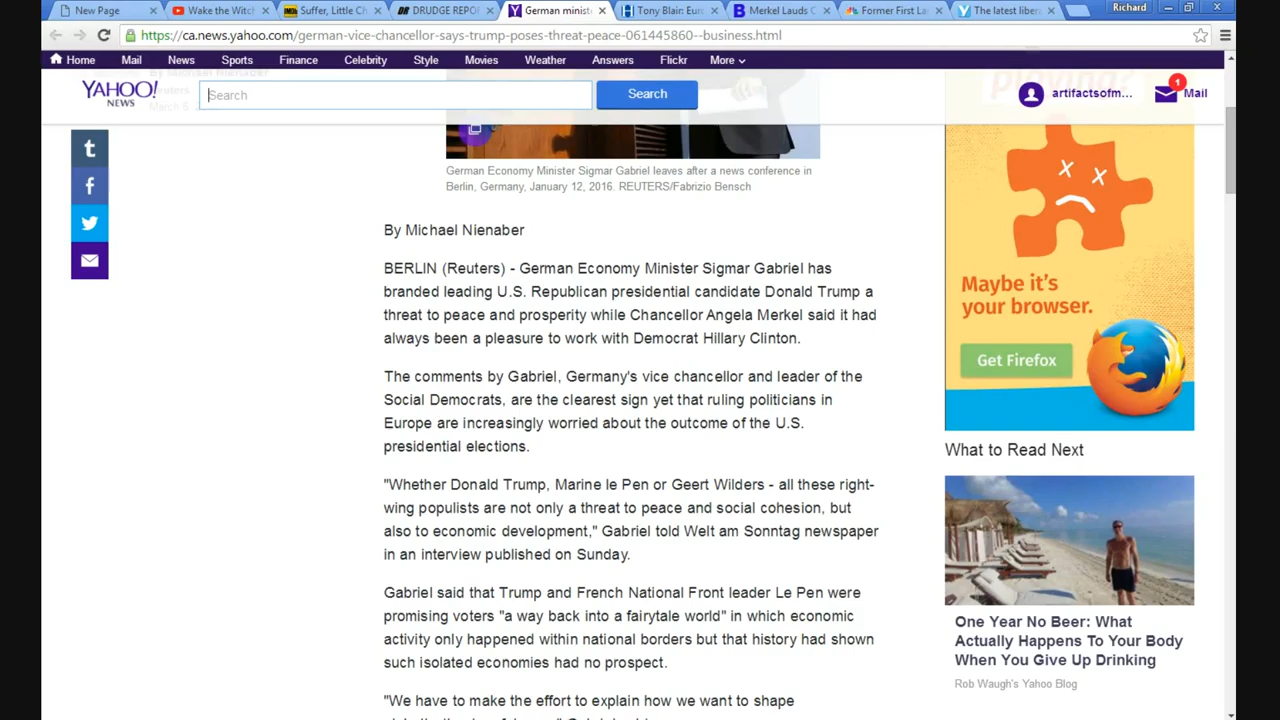 New Page
Wake the Witch
Suffer, Little Ch
DRUDGE REPO
German minist
Tony Blair: Eur
Merkel Lauds C
Former First La
The latest libera
Richard
https://ca.news.yahoo.com/german-vice-chancellor-says-trump-poses-threat-peace-061445860--business.html
Home Mail News Sports Finance Celebrity Style Movies Weather Answers Flickr More
YAHOO!
NEWS
Search
Search
artifactsofm...
1
Mail
German Economy Minister Sigmar Gabriel leaves after a news conference in
Berlin, Germany, January 12, 2016. REUTERS/Fabrizio Bensch
By Michael Nienaber
BERLIN (Reuters) - German Economy Minister Sigmar Gabriel has
branded leading U.S. Republican presidential candidate Donald Trump a
threat to peace and prosperity while Chancellor Angela Merkel said it had
always been a pleasure to work with Democrat Hillary Clinton.
The comments by Gabriel, Germany's vice chancellor and leader of the
Social Democrats, are the clearest sign yet that ruling politicians in
Europe are increasingly worried about the outcome of the U.S.
presidential elections.
"Whether Donald Trump, Marine le Pen or Geert Wilders - all these right-
wing populists are not only a threat to peace and social cohesion, but
also to economic development," Gabriel told Welt am Sonntag newspaper
in an interview published on Sunday.
Gabriel said that Trump and French National Front leader Le Pen were
promising voters "a way back into a fairytale world" in which economic
activity only happened within national borders but that history had shown
such isolated economies had no prospect.
"We have to make the effort to explain how we want to shape
Maybe it's
your browser.
Get Firefox
What to Read Next
One Year No Beer: What
Actually Happens To Your Body
When You Give Up Drinking
Rob Waugh's Yahoo Blog